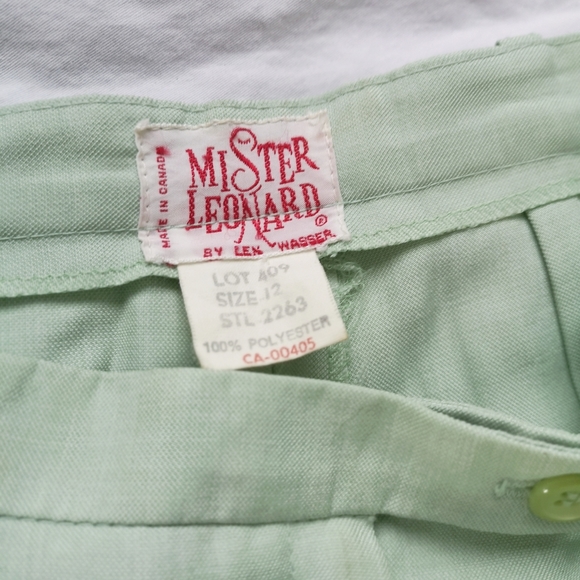 MISTER
LEONARD
®
BY LEN WASSER
MADE IN CANADA
LOT 409
SIZE 12
STL 2263
100% POLYESTER
CA-00405